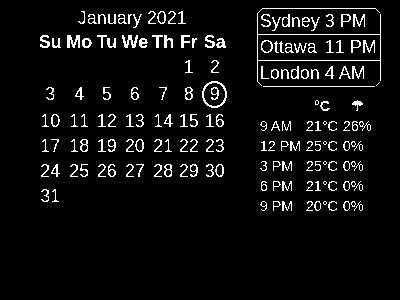 January 2021
Su Mo Tu We Th Fr Sa
1 2
3 4 5 6 7 8 9
10 11 12 13 14 15 16
17 18 19 20 21 22 23
24 25 26 27 28 29 30
31
Sydney 3 PM
Ottawa 11 PM
London 4 AM
°C ☂
9 AM 21°C 26%
12 PM 25°C 0%
3 PM 25°C 0%
6 PM 21°C 0%
9 PM 20°C 0%